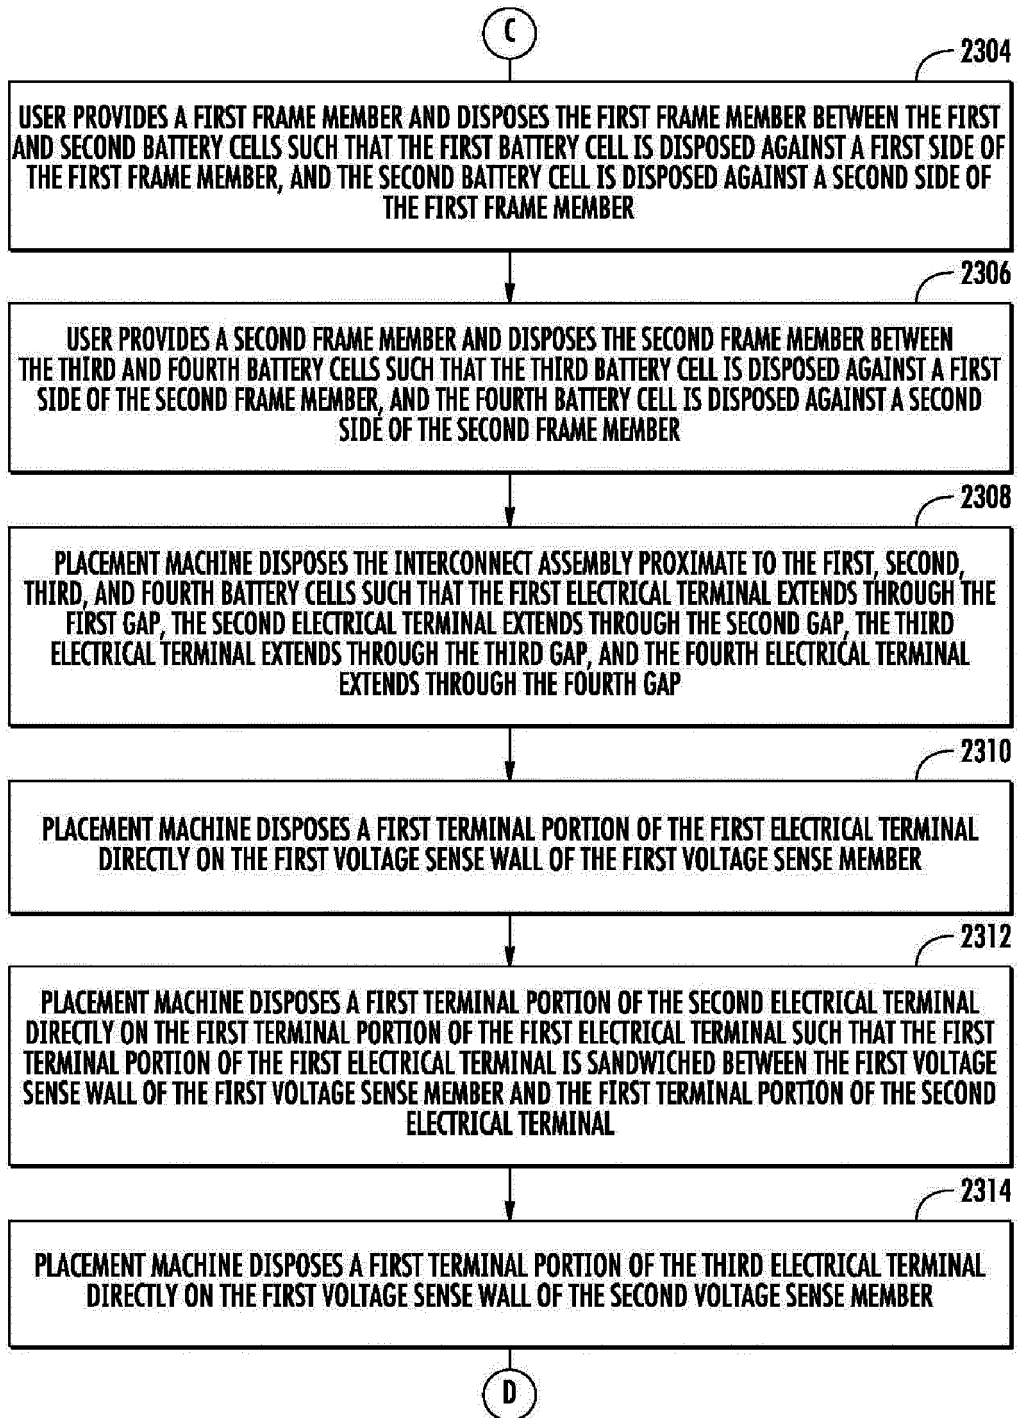 C
2304
USER PROVIDES A FIRST FRAME MEMBER AND DISPOSES THE FIRST FRAME MEMBER BETWEEN THE FIRST
AND SECOND BATTERY CELLS SUCH THAT THE FIRST BATTERY CELL IS DISPOSED AGAINST A FIRST SIDE OF
THE FIRST FRAME MEMBER, AND THE SECOND BATTERY CELL IS DISPOSED AGAINST A SECOND SIDE OF
THE FIRST FRAME MEMBER
2306
USER PROVIDES A SECOND FRAME MEMBER AND DISPOSES THE SECOND FRAME MEMBER BETWEEN
THE THIRD AND FOURTH BATTERY CELLS SUCH THAT THE THIRD BATTERY CELL IS DISPOSED AGAINST A FIRST
SIDE OF THE SECOND FRAME MEMBER, AND THE FOURTH BATTERY CELL IS DISPOSED AGAINST A SECOND
SIDE OF THE SECOND FRAME MEMBER
2308
PLACEMENT MACHINE DISPOSES THE INTERCONNECT ASSEMBLY PROXIMATE TO THE FIRST, SECOND,
THIRD, AND FOURTH BATTERY CELLS SUCH THAT THE FIRST ELECTRICAL TERMINAL EXTENDS THROUGH THE
FIRST GAP, THE SECOND ELECTRICAL TERMINAL EXTENDS THROUGH THE SECOND GAP, THE THIRD
ELECTRICAL TERMINAL EXTENDS THROUGH THE THIRD GAP, AND THE FOURTH ELECTRICAL TERMINAL
EXTENDS THROUGH THE FOURTH GAP
2310
PLACEMENT MACHINE DISPOSES A FIRST TERMINAL PORTION OF THE FIRST ELECTRICAL TERMINAL
DIRECTLY ON THE FIRST VOLTAGE SENSE WALL OF THE FIRST VOLTAGE SENSE MEMBER
2312
PLACEMENT MACHINE DISPOSES A FIRST TERMINAL PORTION OF THE SECOND ELECTRICAL TERMINAL
DIRECTLY ON THE FIRST TERMINAL PORTION OF THE FIRST ELECTRICAL TERMINAL SUCH THAT THE FIRST
TERMINAL PORTION OF THE FIRST ELECTRICAL TERMINAL IS SANDWICHED BETWEEN THE FIRST VOLTAGE
SENSE WALL OF THE FIRST VOLTAGE SENSE MEMBER AND THE FIRST TERMINAL PORTION OF THE SECOND
ELECTRICAL TERMINAL
2314
PLACEMENT MACHINE DISPOSES A FIRST TERMINAL PORTION OF THE THIRD ELECTRICAL TERMINAL
DIRECTLY ON THE FIRST VOLTAGE SENSE WALL OF THE SECOND VOLTAGE SENSE MEMBER
D